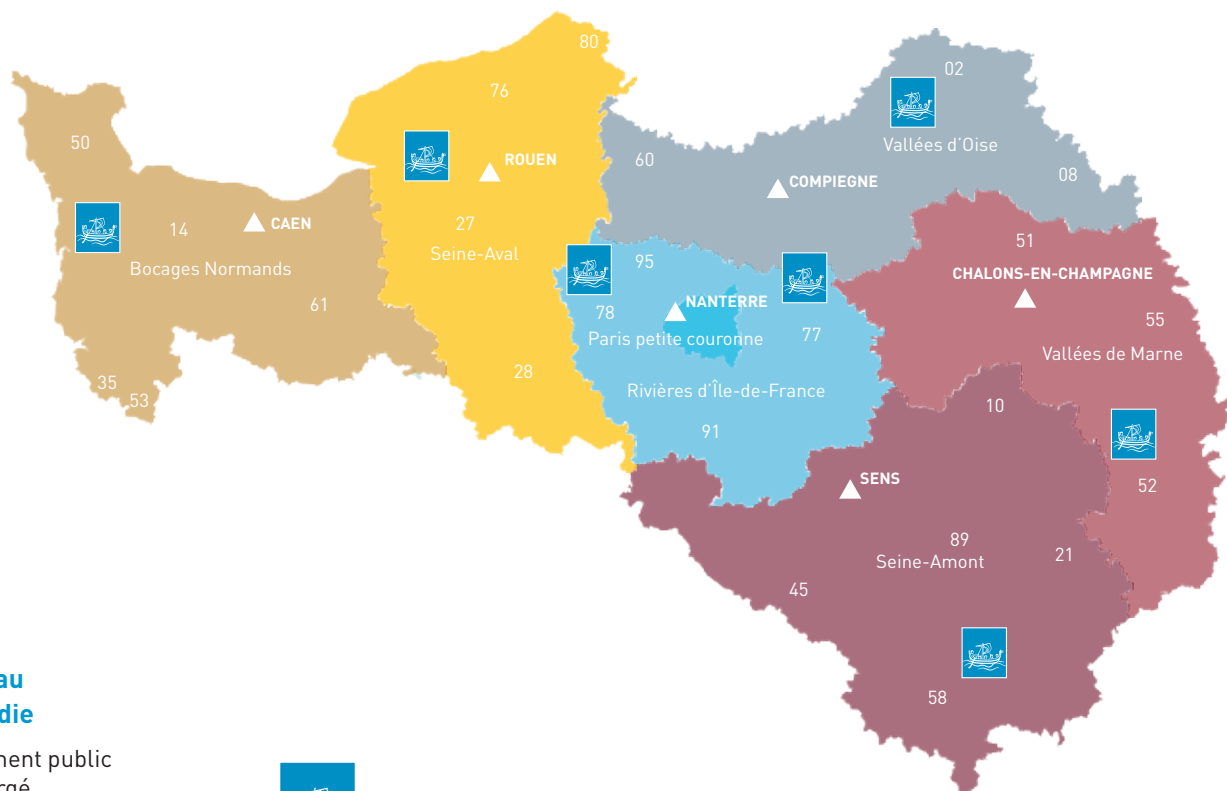 80
02
76
50
Vallées d'Oise
60
ROUEN
08
COMPIEGNE
27
CAEN
14
51
Seine-Aval
95
Bocages Normands
CHALONS-EN-CHAMPAGNE
NANTERRE
61
78
55
77
Paris petite couronne
Vallées de Marne
28
35
53
Rivières d'Île-de-France
10
91
SENS
52
89
21
Seine-Amont
45
58
au
die
nent public
rgé